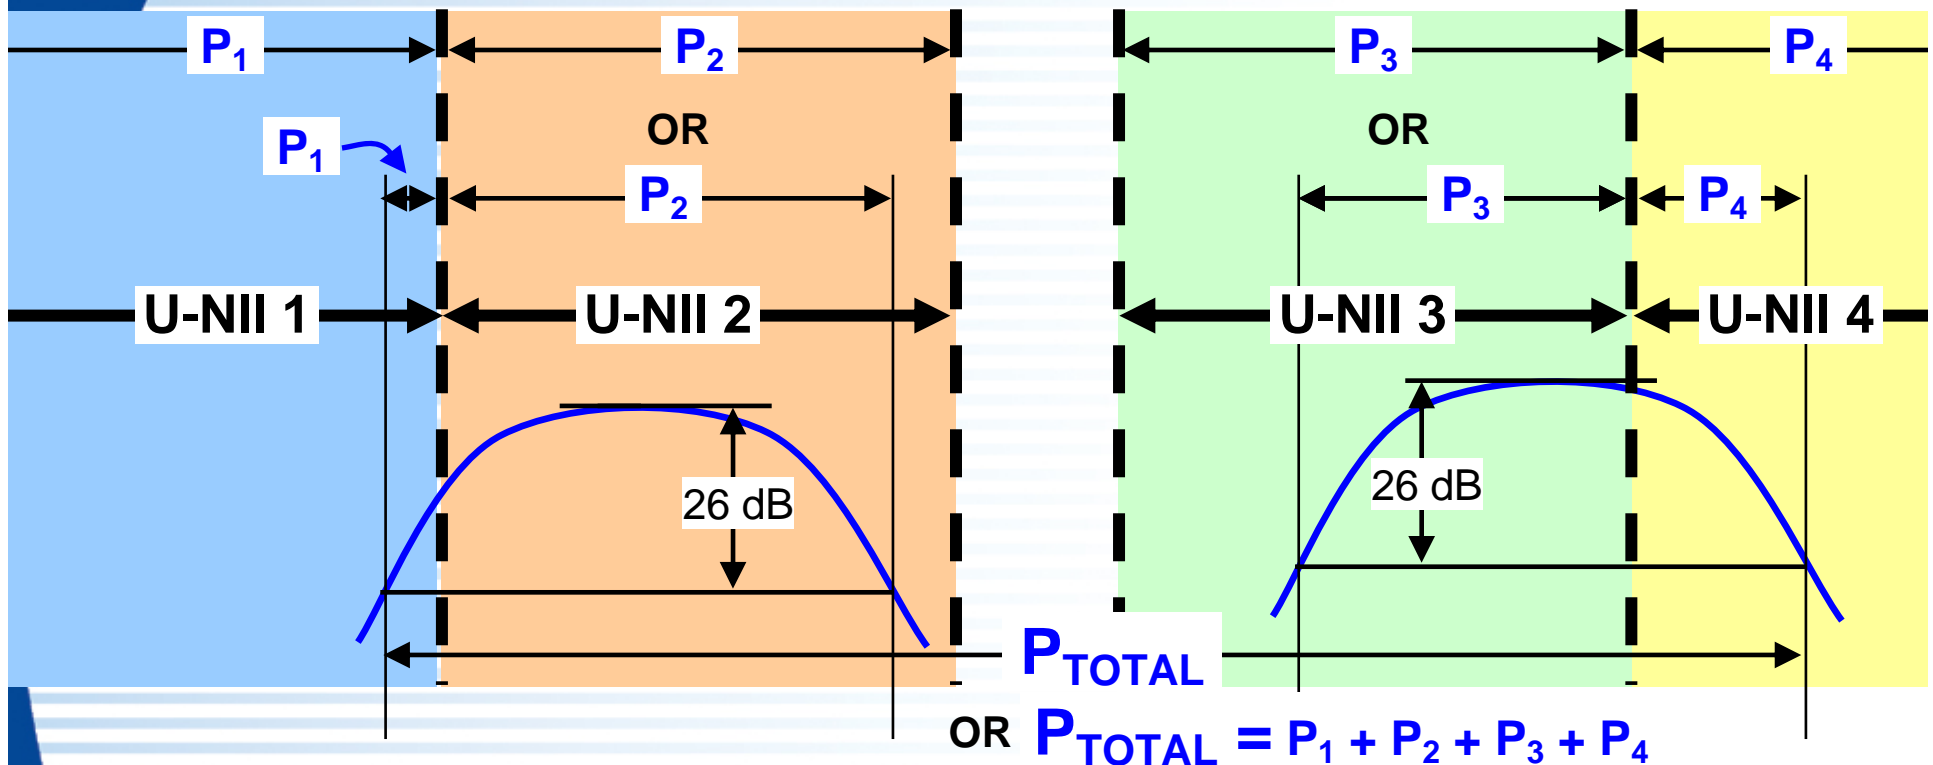 P1 P2 P3 P4
OR OR
P1
P2 P3 P4
U-NII 1 U-NII 2 U-NII 3 U-NII 4
26 dB 26 dB
PTOTAL
OR PTOTAL = P1 + P2 + P3 + P4